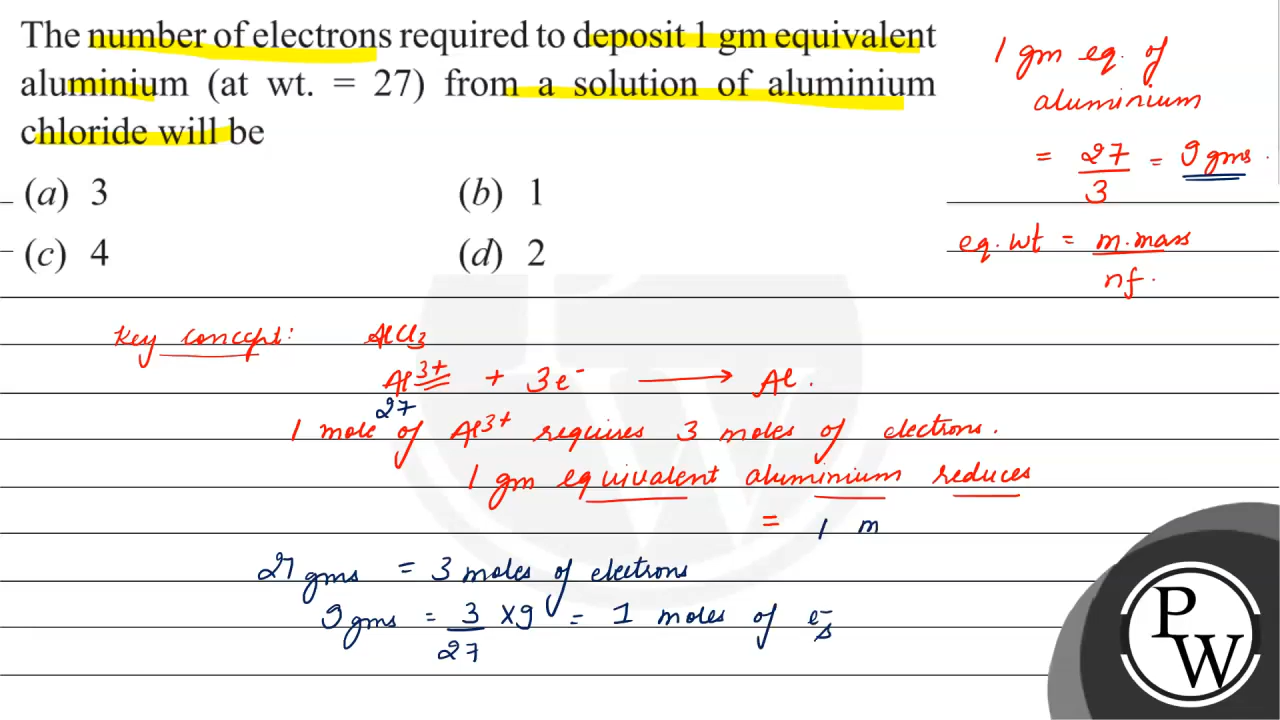 The number of electrons required to deposit 1 gm equivalent
aluminium (at wt. = 27) from a solution of aluminium
chloride will be
(a) 3
(b) 1
(c) 4
(d) 2
1 gm eq. of
aluminium
= 27/3 = 9 gms.
eq. wt = m.mass/nf.
Key concept: AlCl3
Al³⁺ + 3e⁻ ⟶ Al.
27
1 mole of Al³⁺ requires 3 moles of electrons.
1 gm equivalent aluminium reduces
= 1 m
27 gms = 3 moles of electrons
9 gms = 3/27 × 9 = 1 moles of e⁻s
PW